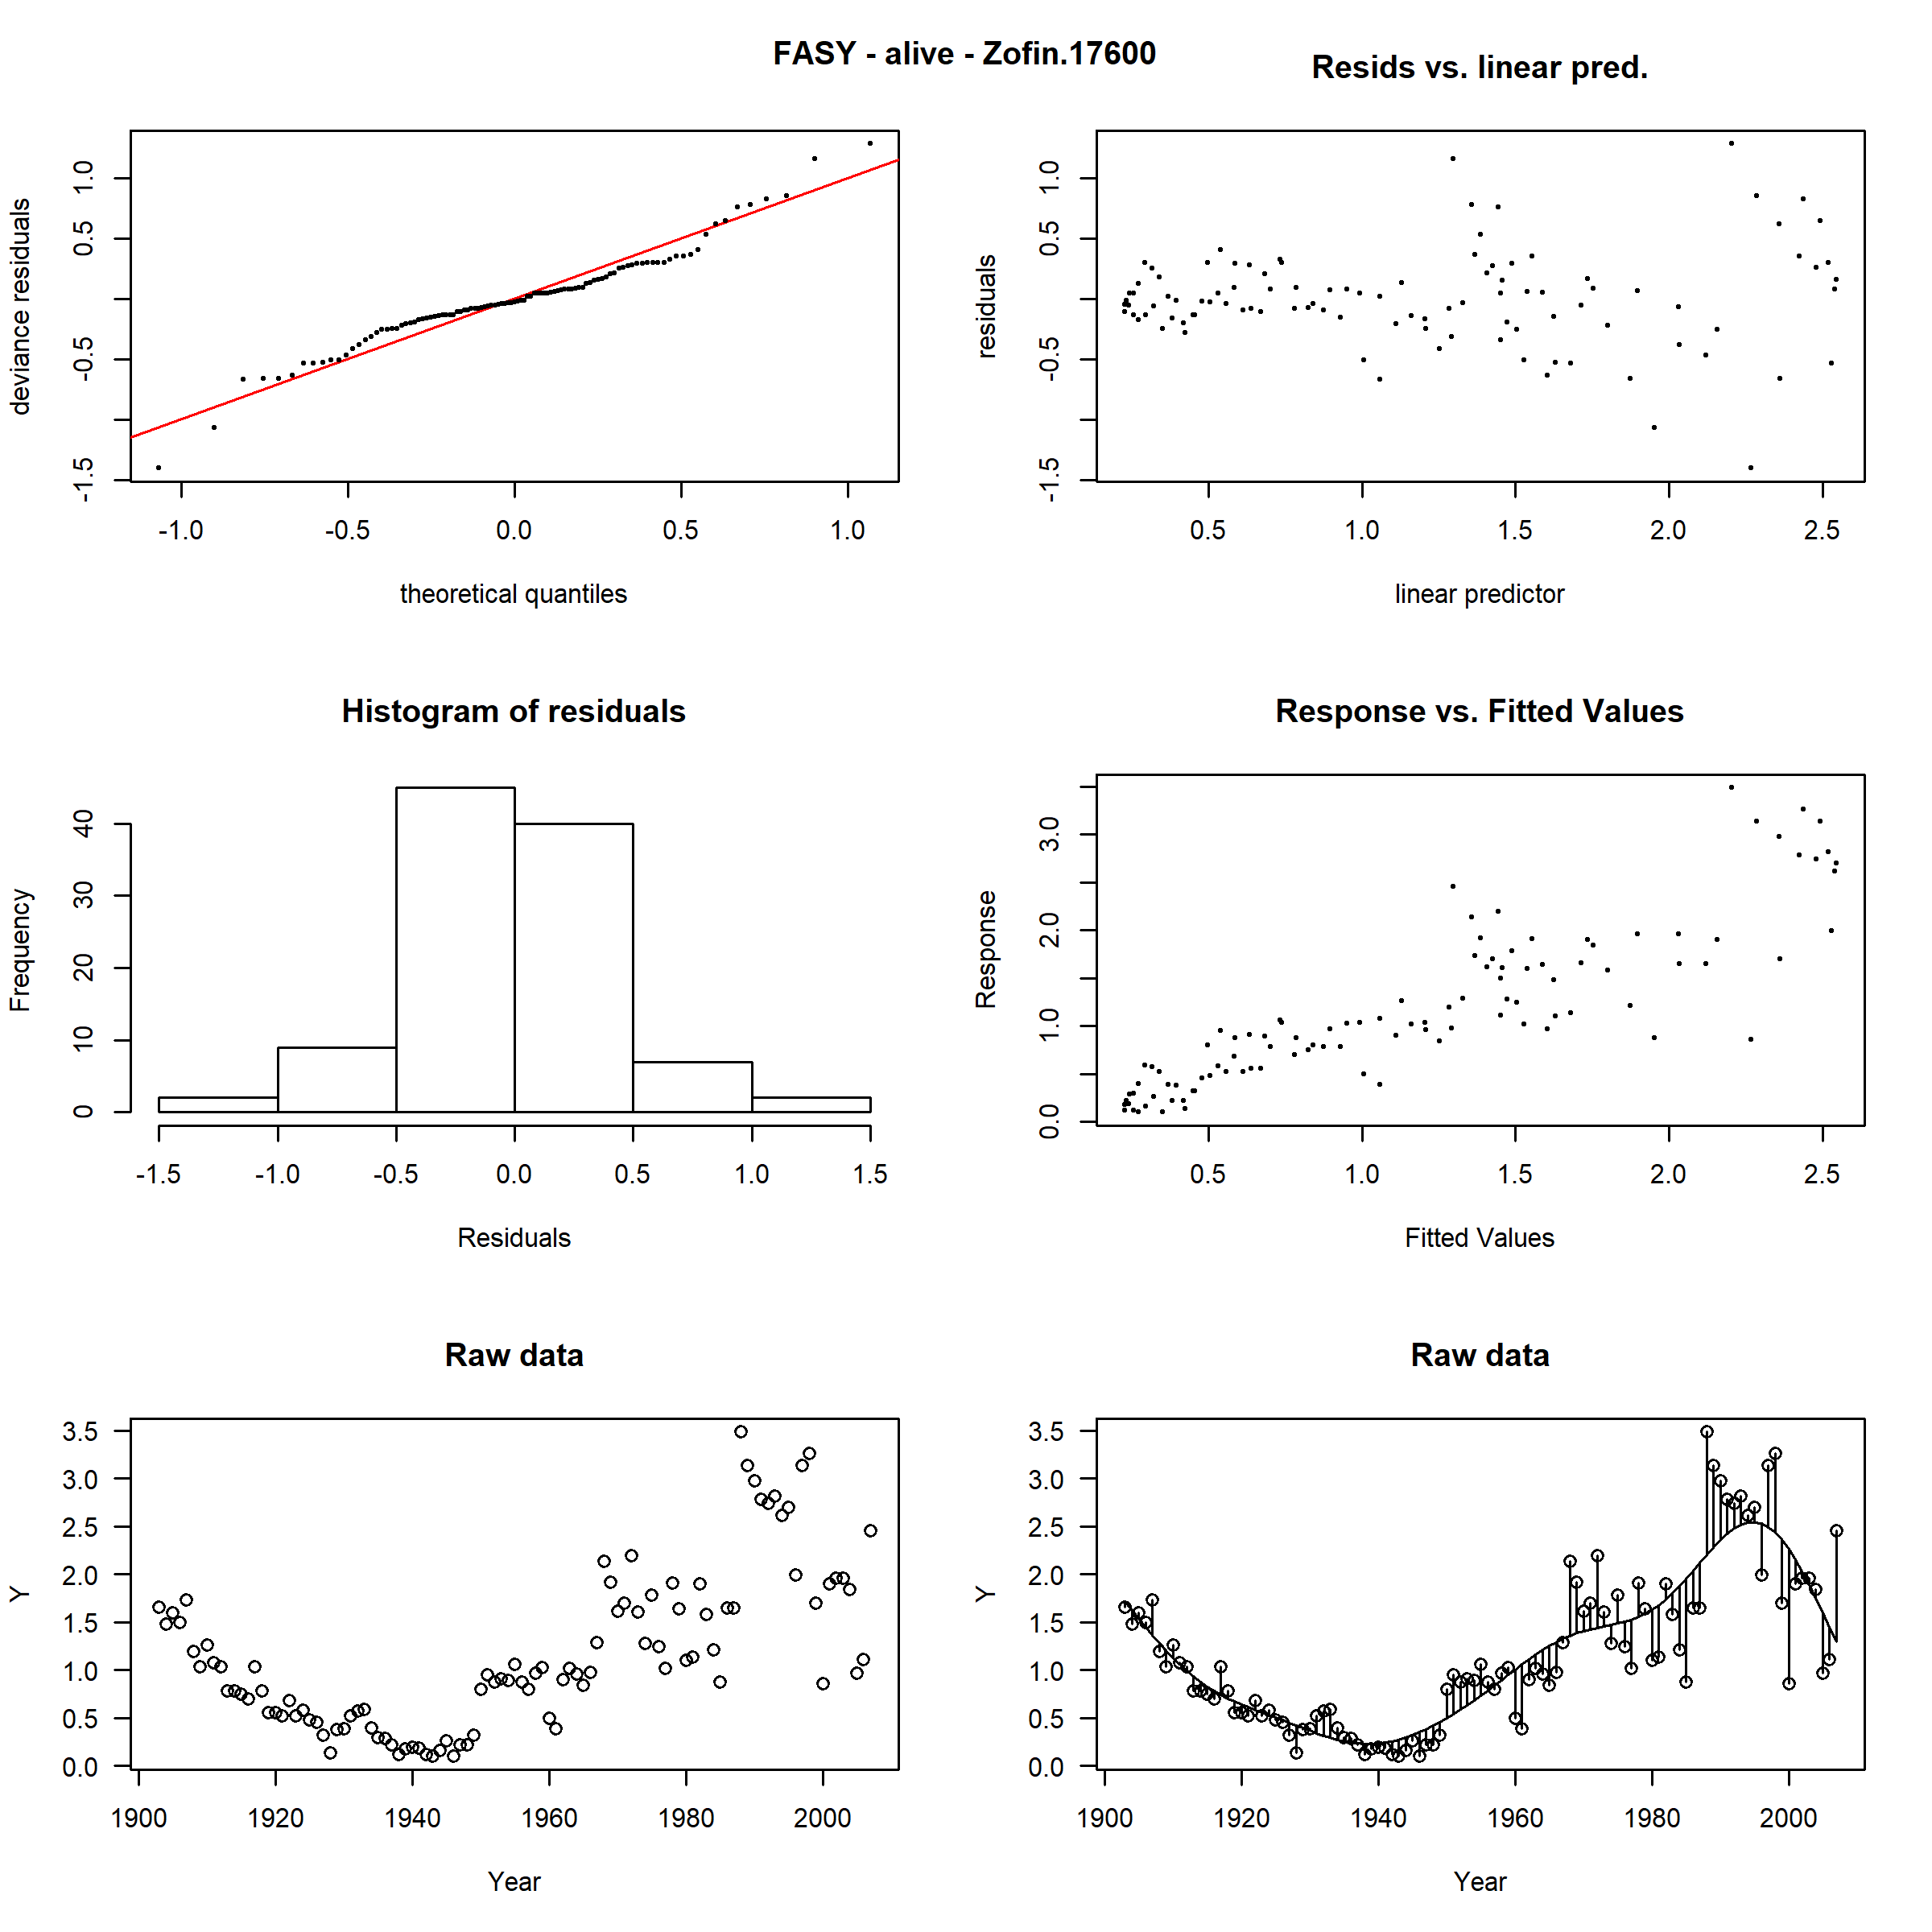 FASY - alive - Zofin.17600
Resids vs. linear pred.
deviance residuals
-1.5 -0.5 0.5 1.0
-1.0 -0.5 0.0 0.5 1.0
theoretical quantiles
residuals
-1.5 -0.5 0.5 1.0
0.5 1.0 1.5 2.0 2.5
linear predictor
Histogram of residuals
Frequency
0 10 20 30 40
-1.5 -1.0 -0.5 0.0 0.5 1.0 1.5
Residuals
Response vs. Fitted Values
Response
0.0 1.0 2.0 3.0
0.5 1.0 1.5 2.0 2.5
Fitted Values
Raw data
Y
3.5
3.0
2.5
2.0
1.5
1.0
0.5
0.0
1900 1920 1940 1960 1980 2000
Year
Raw data
Y
3.5
3.0
2.5
2.0
1.5
1.0
0.5
0.0
1900 1920 1940 1960 1980 2000
Year